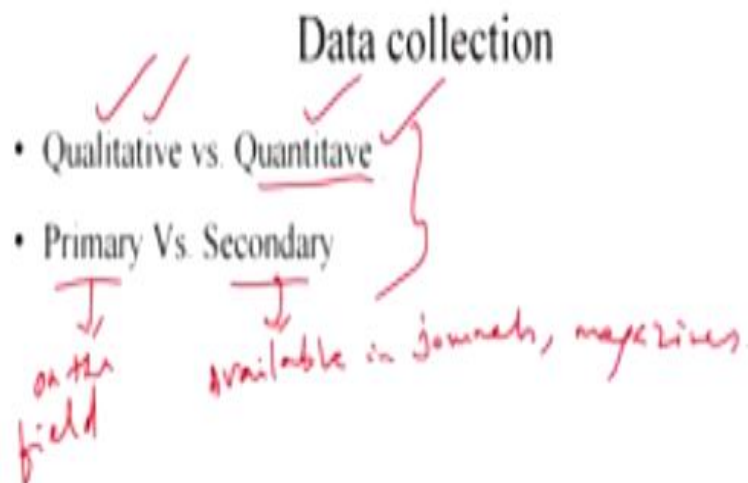 Data collection
• Qualitative vs. Quantitave
• Primary Vs. Secondary
on the
field
available in journals, magazines